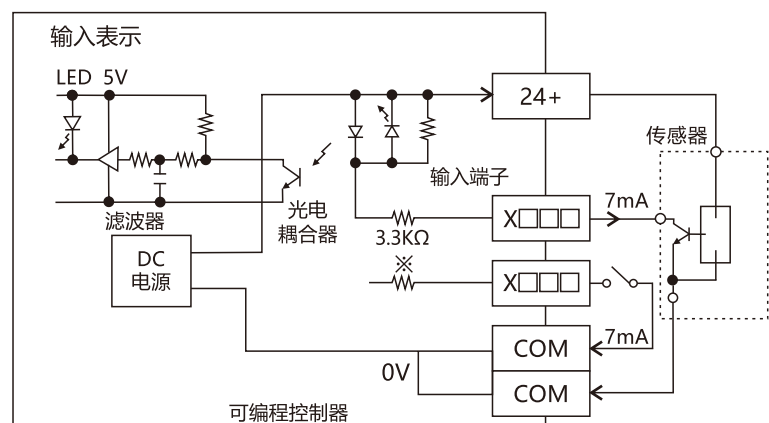 输入表示
LED 5V
24+
传感器
输入端子
7mA
X□□□
光电
耦合器
滤波器
3.3KΩ
DC
电源
※
X□□□
7mA
COM
0V
COM
可编程控制器